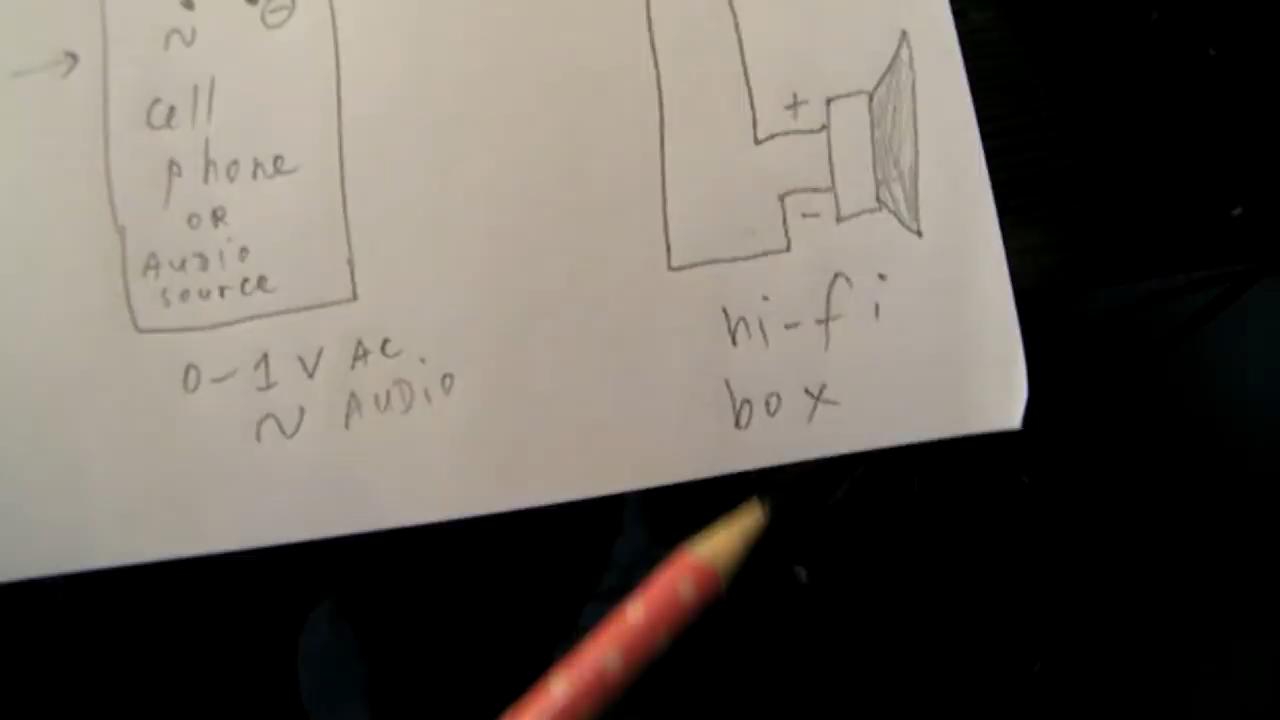 ~
cell
phone
OR
AUDio
source
0-1 V AC.
~ AUDiO
+
-
hi-fi
box